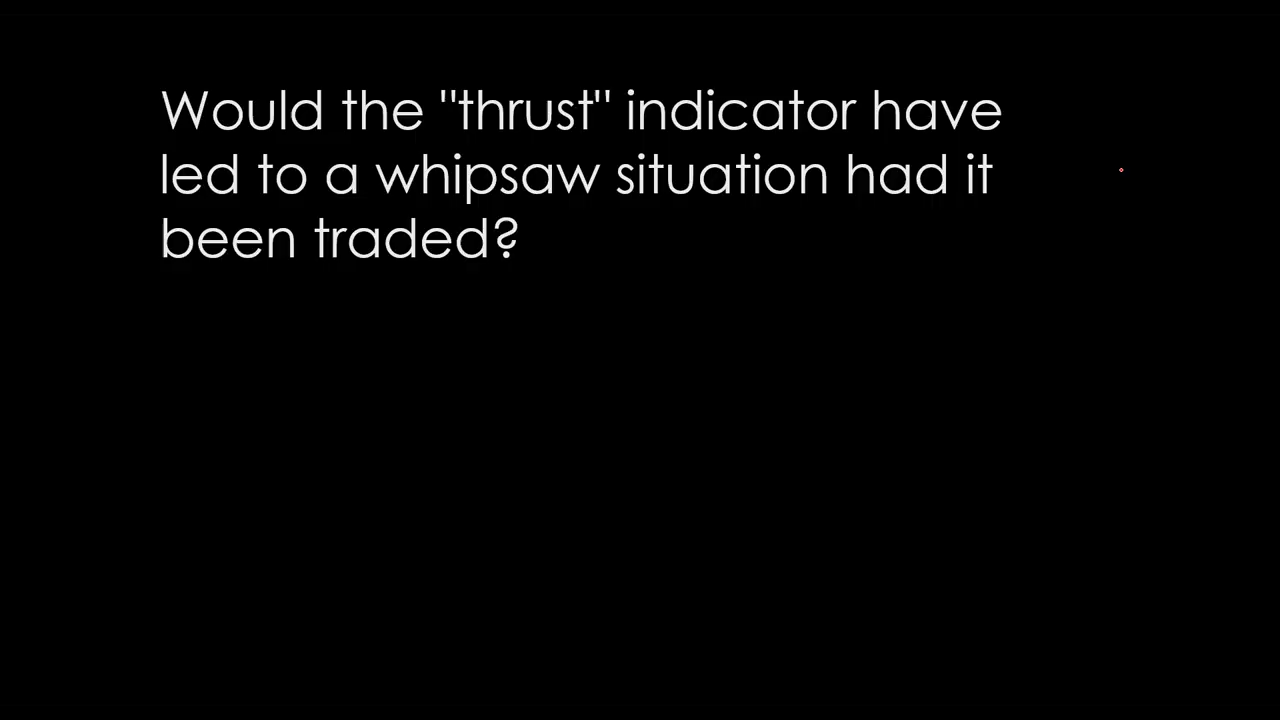 Would the "thrust" indicator have
led to a whipsaw situation had it
been traded?